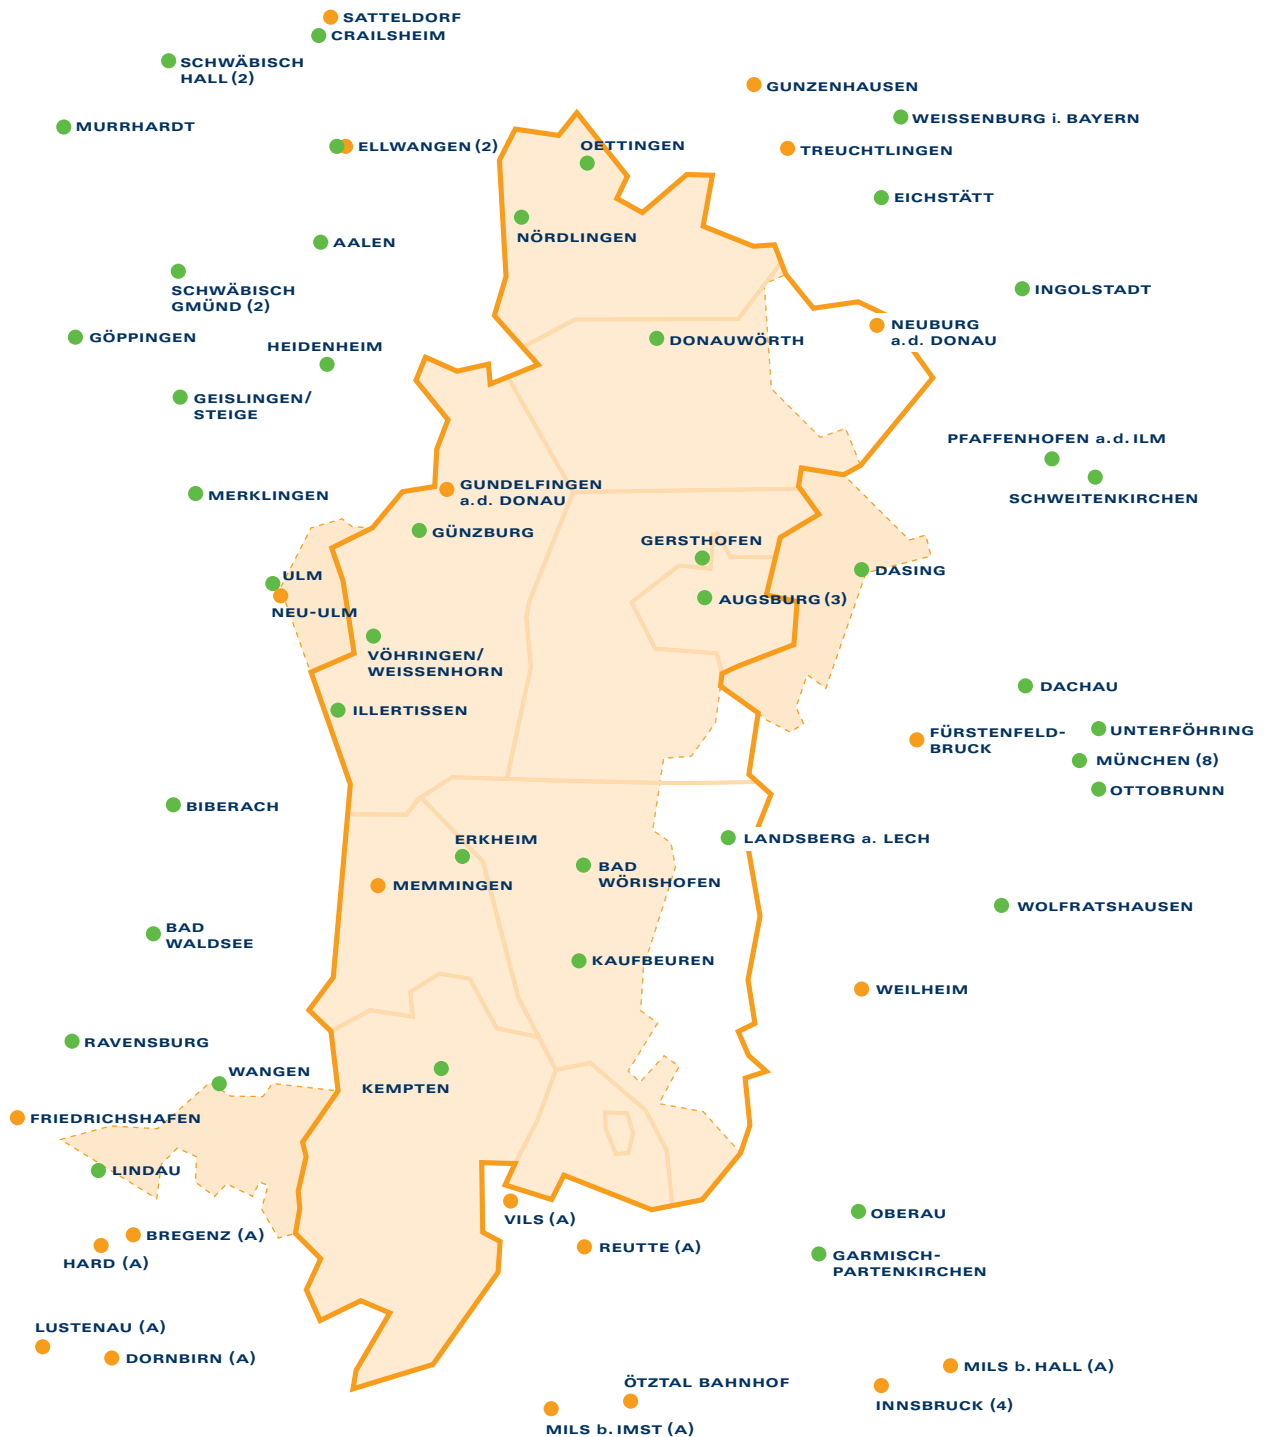 SATTELDORF
CRAILSHEIM
SCHWÄBISCH
HALL (2)
GUNZENHAUSEN
WEISSENBURG i. BAYERN
MURRHARDT
ELLWANGEN (2)
OETTINGEN
TREUCHTLINGEN
EICHSTÄTT
NÖRDLINGEN
AALEN
SCHWÄBISCH
GMÜND (2)
INGOLSTADT
GÖPPINGEN
HEIDENHEIM
DONAUWÖRTH
NEUBURG
a.d. DONAU
GEISLINGEN/
STEIGE
PFAFFENHOFEN a.d. ILM
SCHWEITENKIRCHEN
MERKLINGEN
GUNDELFINGEN
a.d. DONAU
GÜNZBURG
GERSTHOFEN
DASING
ULM
NEU-ULM
AUGSBURG (3)
VÖHRINGEN/
WEISSENHORN
ILLERTISSEN
DACHAU
FÜRSTENFELD-
BRUCK
UNTERFÖHRING
MÜNCHEN (8)
OTTOBRUNN
BIBERACH
ERKHEIM
LANDSBERG a. LECH
BAD
WÖRISHOFEN
MEMMINGEN
WOLFRATSHAUSEN
BAD
WALDSEE
KAUFBEUREN
WEILHEIM
RAVENSBURG
WANGEN
KEMPTEN
FRIEDRICHSHAFEN
LINDAU
VILS (A)
OBERAU
BREGENZ (A)
HARD (A)
REUTTE (A)
GARMISCH-
PARTENKIRCHEN
LUSTENAU (A)
DORNBIRN (A)
MILS b. HALL (A)
ÖTZTAL BAHNHOF
INNSBRUCK (4)
MILS b. IMST (A)